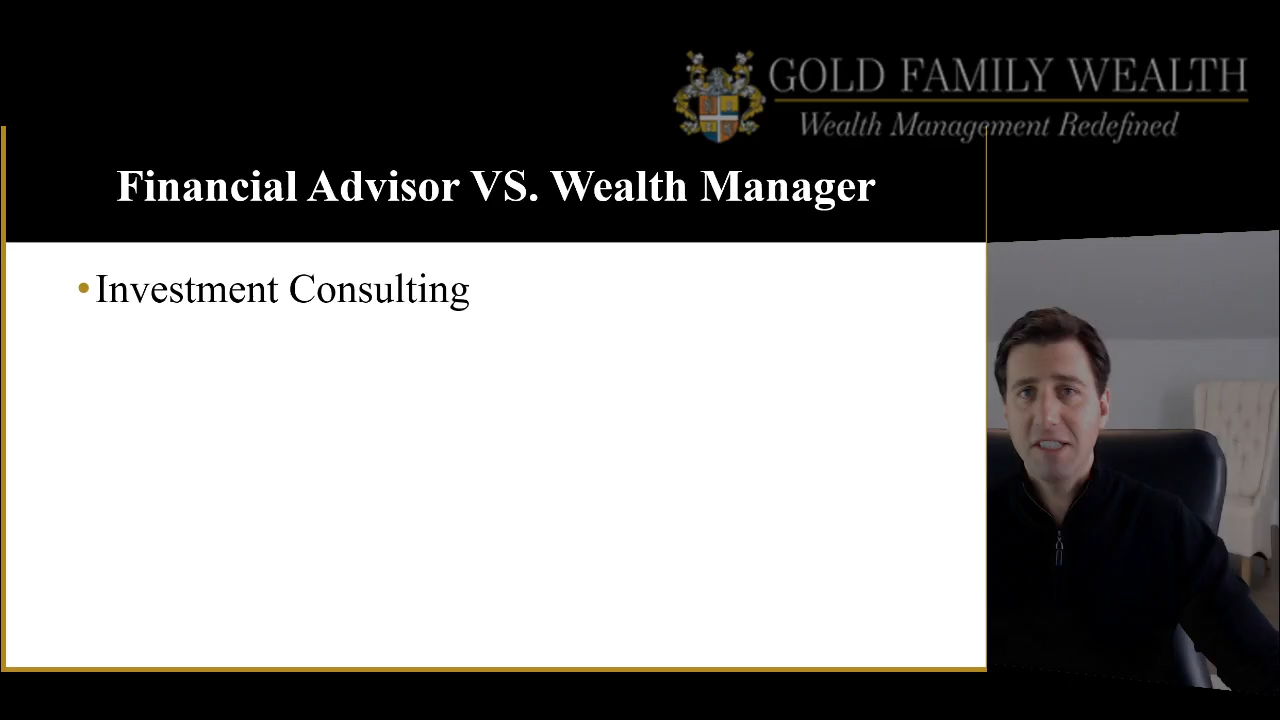 GOLD FAMILY WEALTH
Wealth Management Redefined
Financial Advisor VS. Wealth Manager
•Investment Consulting